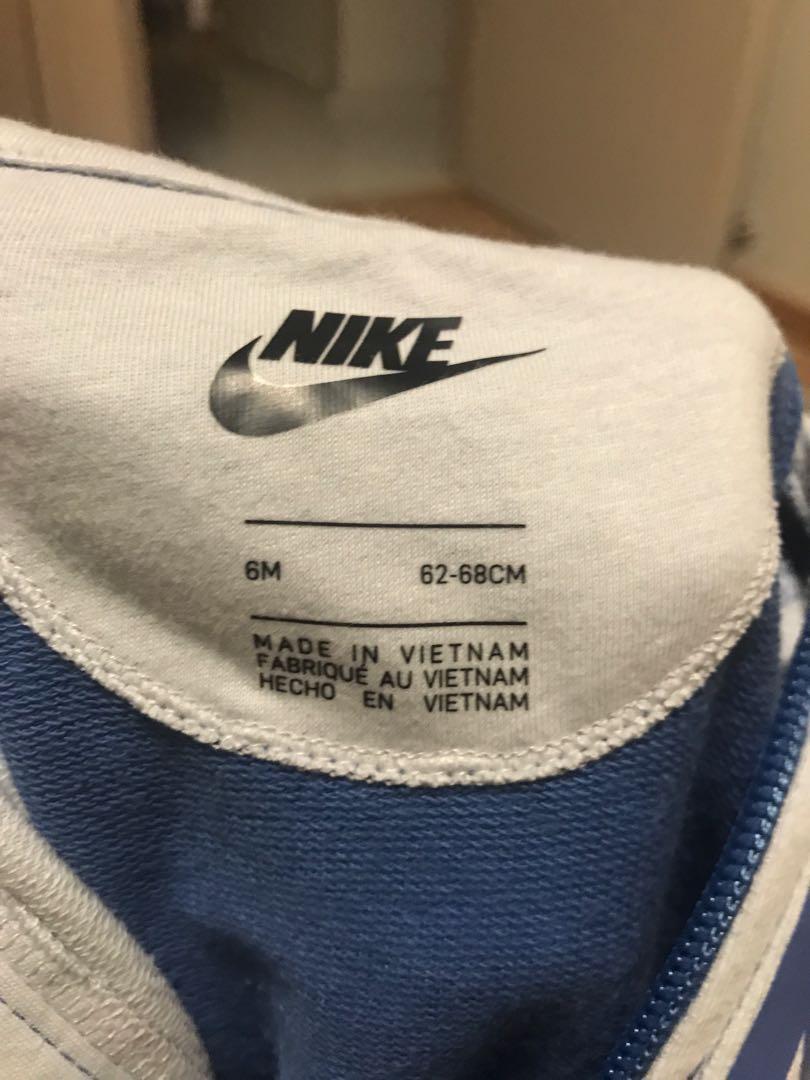 NIKE
6M 62-68CM
MADE IN VIETNAM
FABRIQUÉ AU VIETNAM
HECHO EN VIETNAM